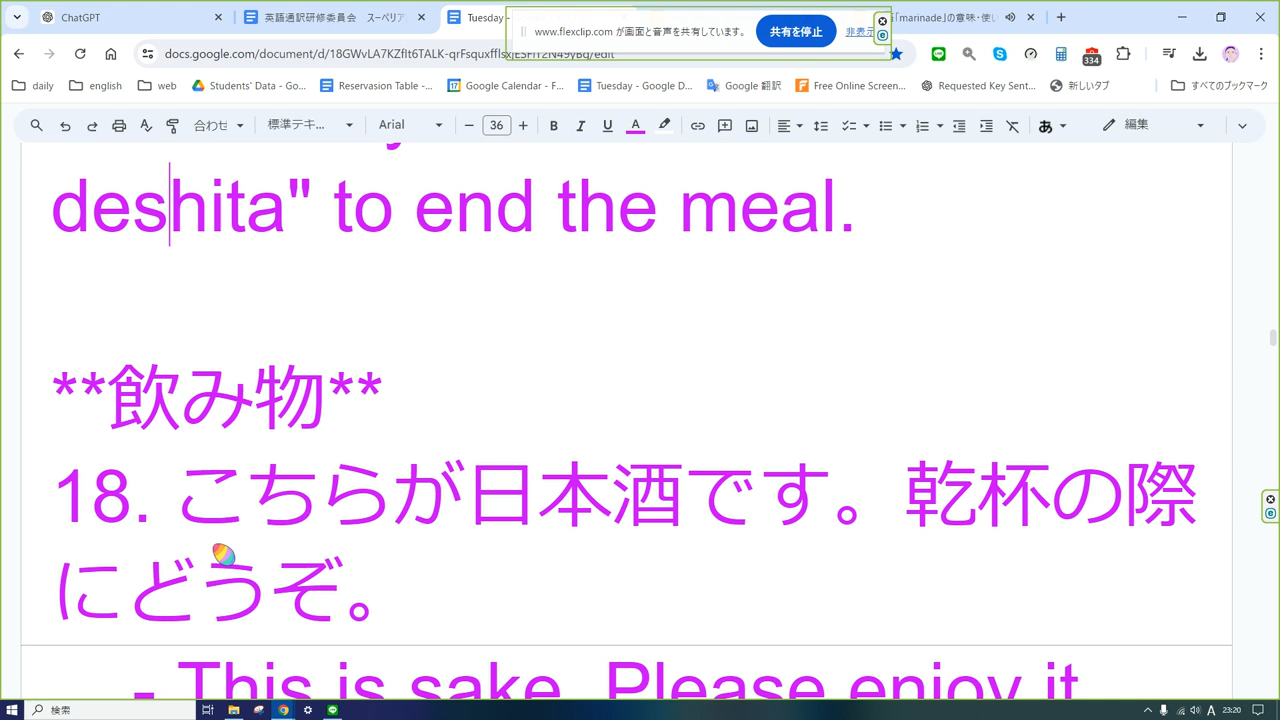 ChatGPT
英語通訳研修委員会 スーパリア
Tuesday -
www.flexclip.com が画面と音声を共有しています。
共有を停止
非表示
「marinade」の意味・使い
docs.google.com/document/d/18GWvLA7KZflt6TALK-qrFsquxfflsxjESFiY2N49yBq/edit
334
daily
english
web
Students' Data - Go...
Reservasion Table -...
Google Calendar - F...
Tuesday - Google D...
Google 翻訳
Free Online Screen...
Requested Key Sent...
新しいタブ
すべてのブックマーク
合わせ
標準テキ...
Arial
36
B
I
U
A
あ
編集
deshita" to end the meal.
**飲み物**
18. こちらが日本酒です。乾杯の際
にどうぞ。
- This is sake. Please enjoy it
検索
A
23:20